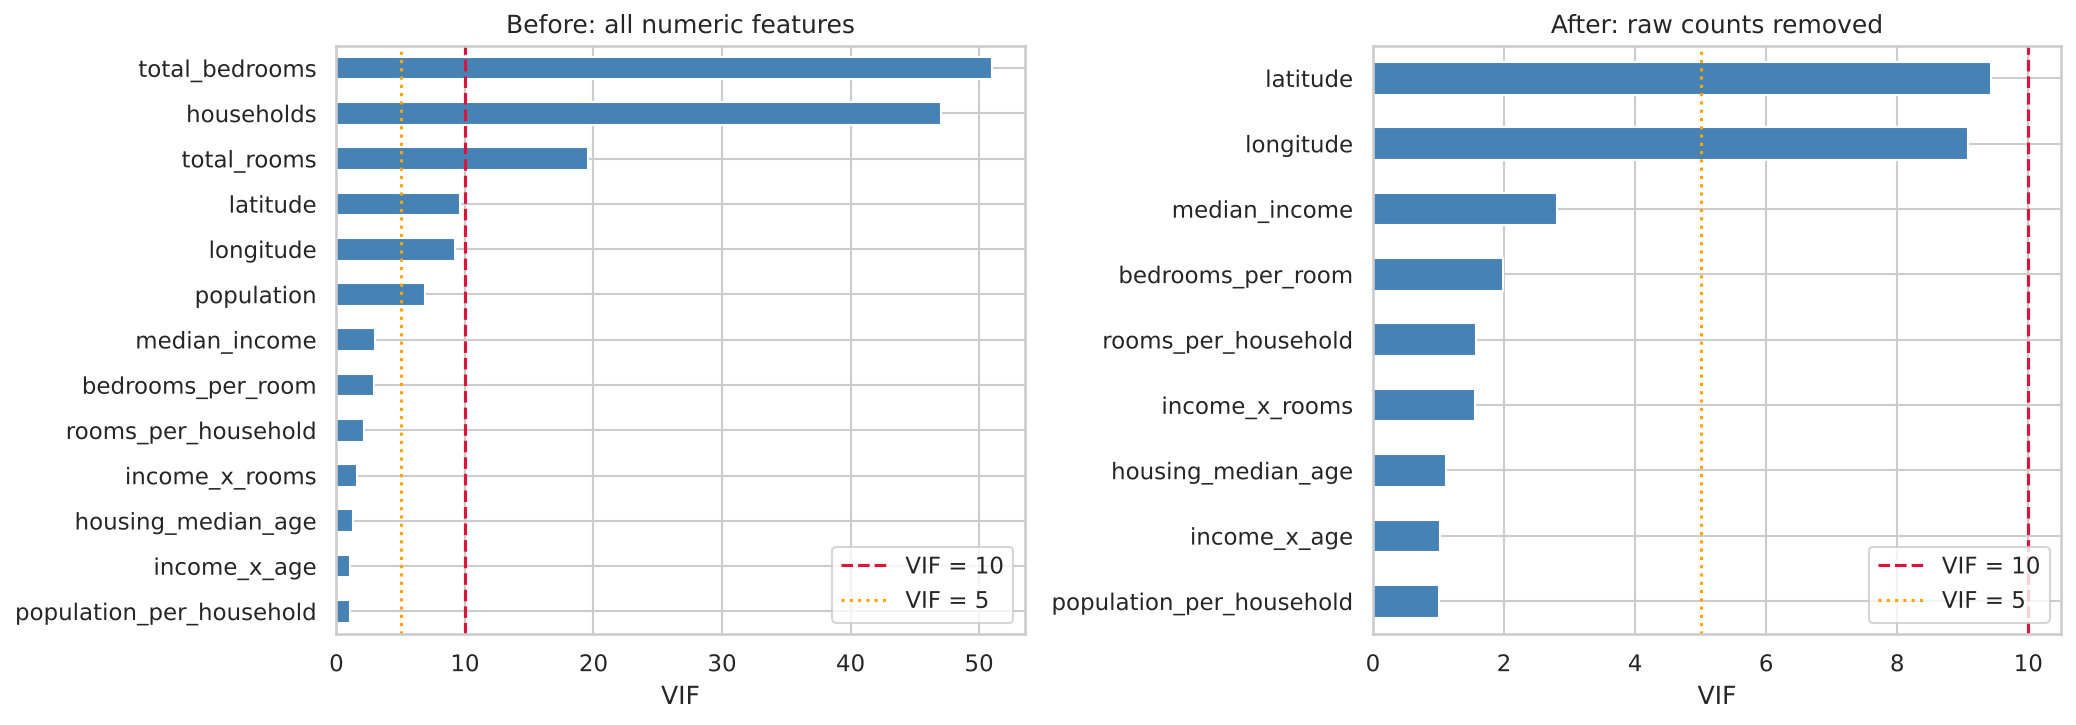 Before: all numeric features
total_bedrooms
households
total_rooms
latitude
longitude
population
median_income
bedrooms_per_room
rooms_per_household
income_x_rooms
housing_median_age
income_x_age
population_per_household
VIF = 10
VIF = 5
0 10 20 30 40 50
VIF
After: raw counts removed
latitude
longitude
median_income
bedrooms_per_room
rooms_per_household
income_x_rooms
housing_median_age
income_x_age
population_per_household
VIF = 10
VIF = 5
0 2 4 6 8 10
VIF